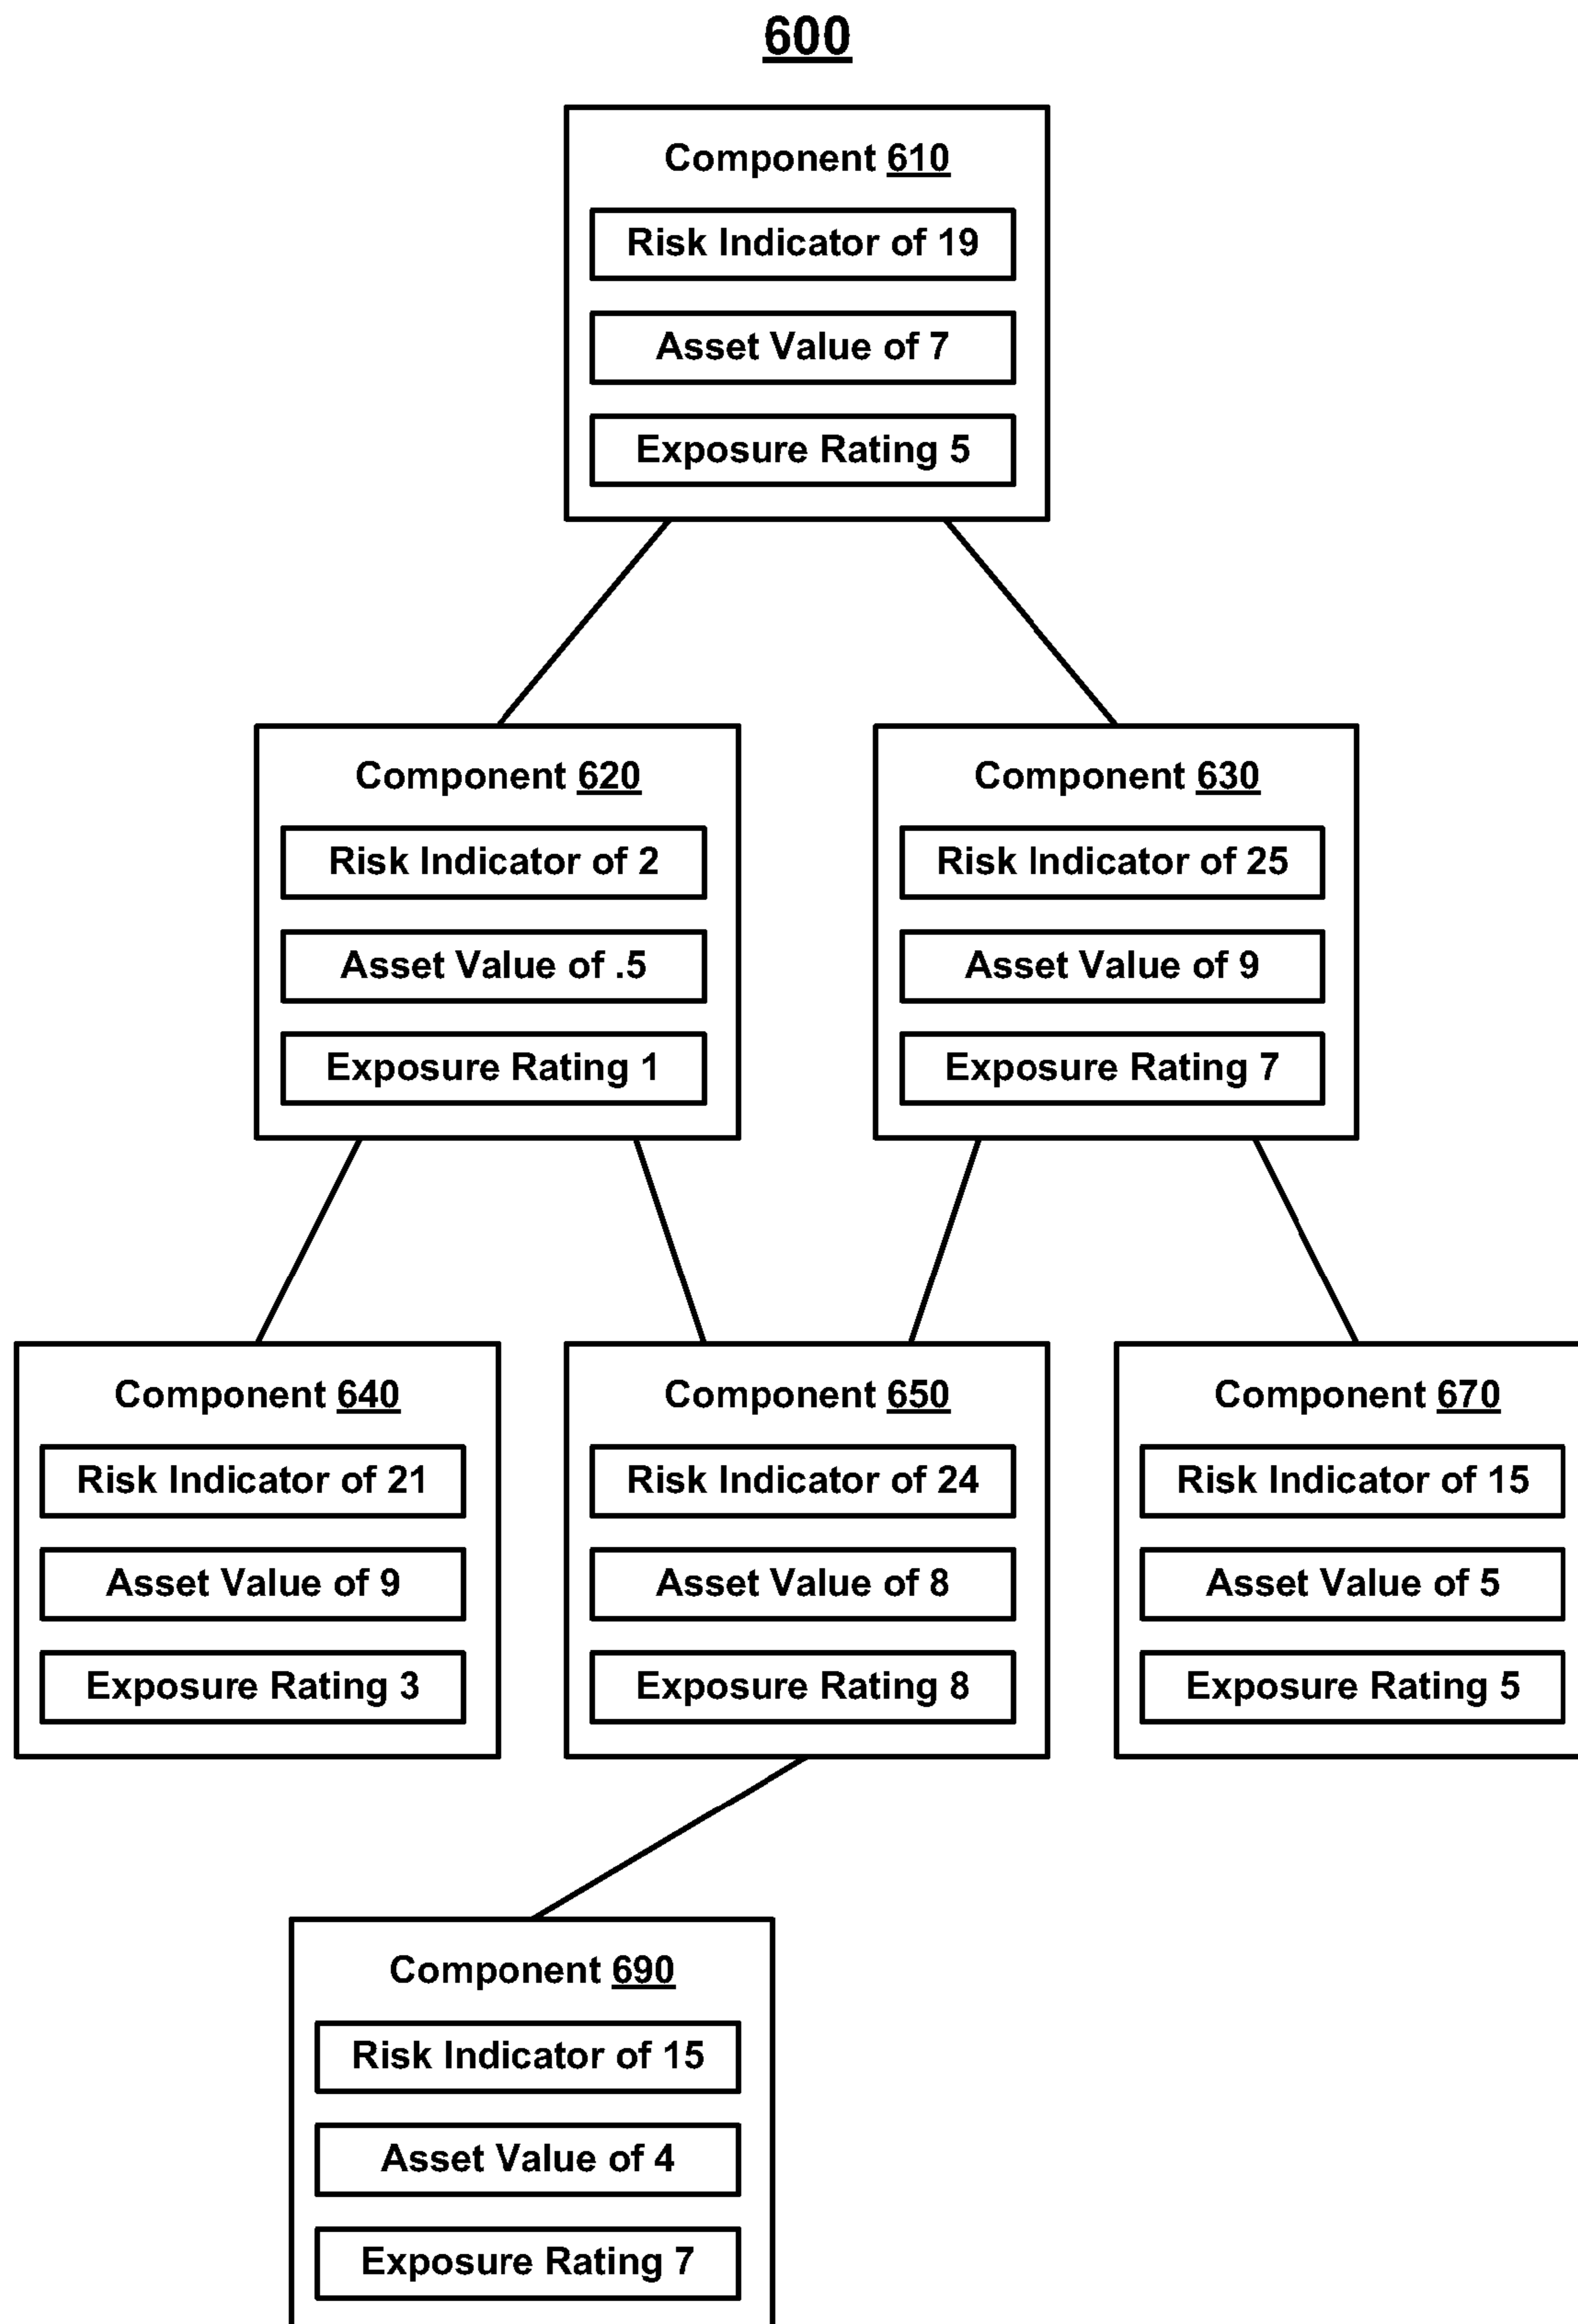 600
Component 610
Risk Indicator of 19
Asset Value of 7
Exposure Rating 5
Component 620
Risk Indicator of 2
Asset Value of .5
Exposure Rating 1
Component 630
Risk Indicator of 25
Asset Value of 9
Exposure Rating 7
Component 640
Risk Indicator of 21
Asset Value of 9
Exposure Rating 3
Component 650
Risk Indicator of 24
Asset Value of 8
Exposure Rating 8
Component 670
Risk Indicator of 15
Asset Value of 5
Exposure Rating 5
Component 690
Risk Indicator of 15
Asset Value of 4
Exposure Rating 7